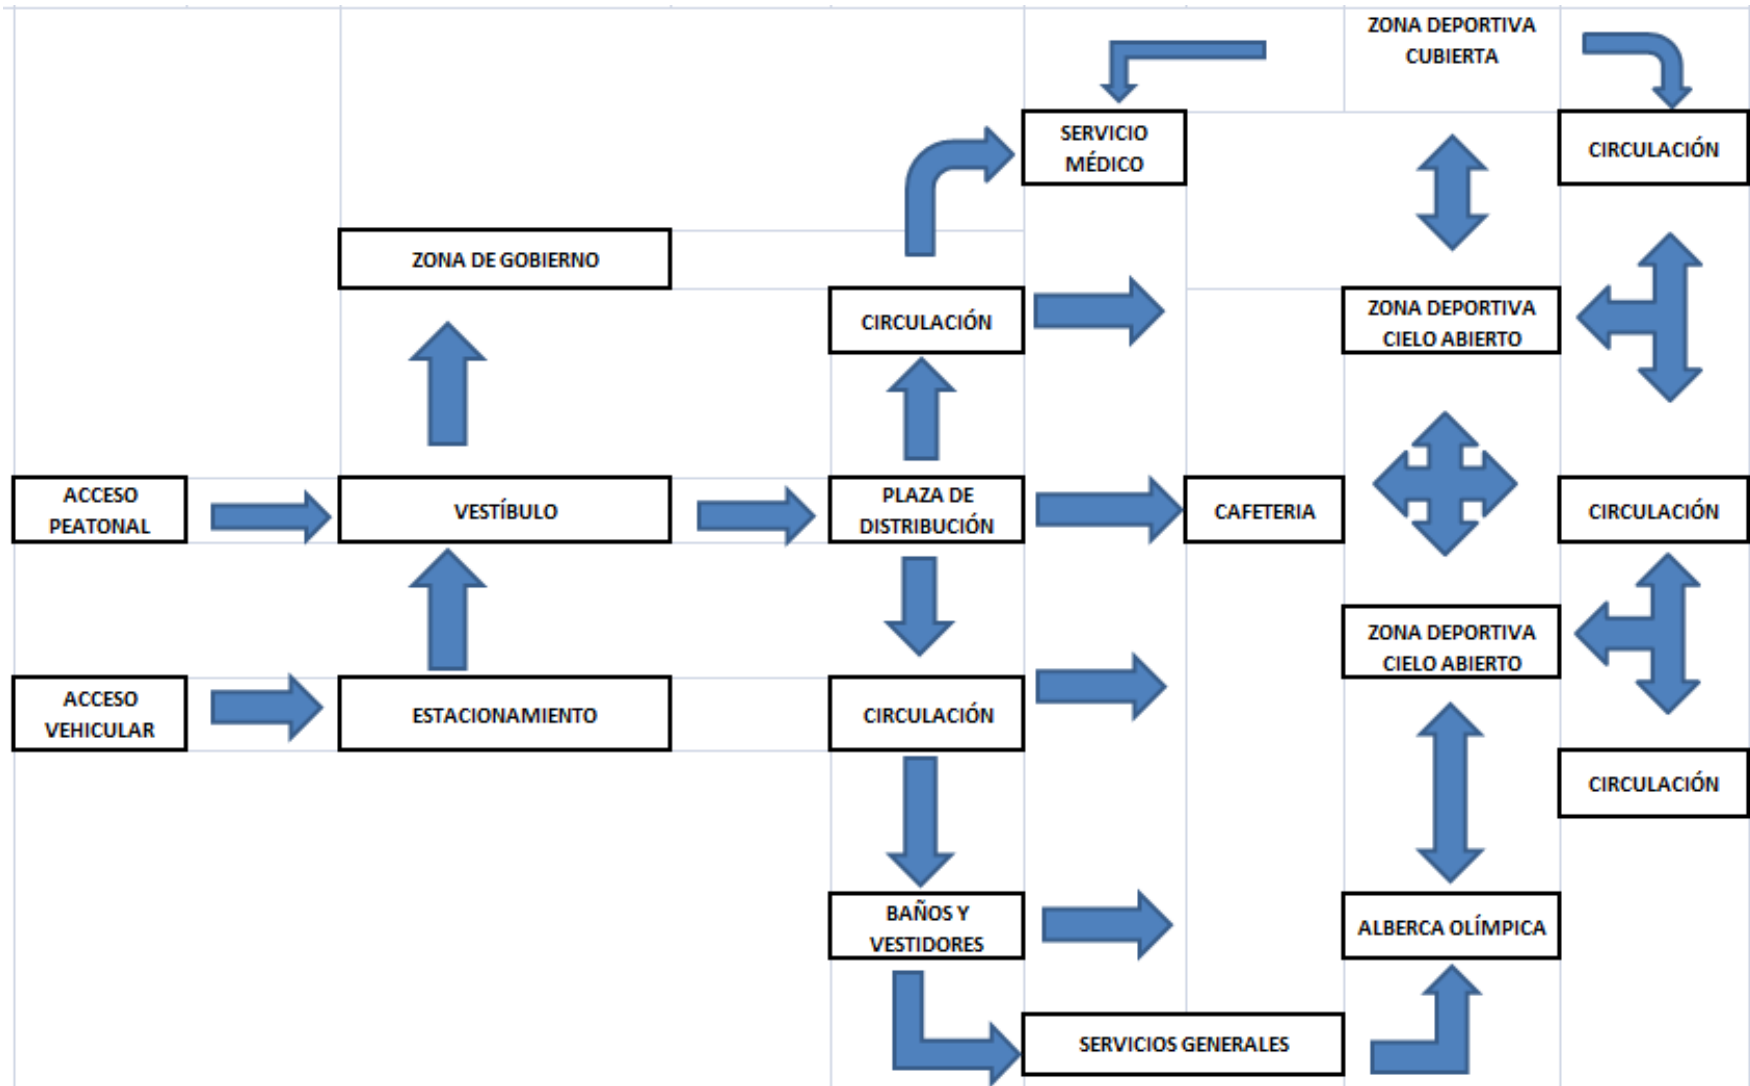 ZONA DEPORTIVA
CUBIERTA
SERVICIO
MÉDICO
CIRCULACIÓN
ZONA DE GOBIERNO
CIRCULACIÓN
ZONA DEPORTIVA
CIELO ABIERTO
ACCESO
PEATONAL
VESTÍBULO
PLAZA DE
DISTRIBUCIÓN
CAFETERIA
CIRCULACIÓN
ZONA DEPORTIVA
CIELO ABIERTO
ACCESO
VEHICULAR
ESTACIONAMIENTO
CIRCULACIÓN
CIRCULACIÓN
BAÑOS Y
VESTIDORES
ALBERCA OLÍMPICA
SERVICIOS GENERALES